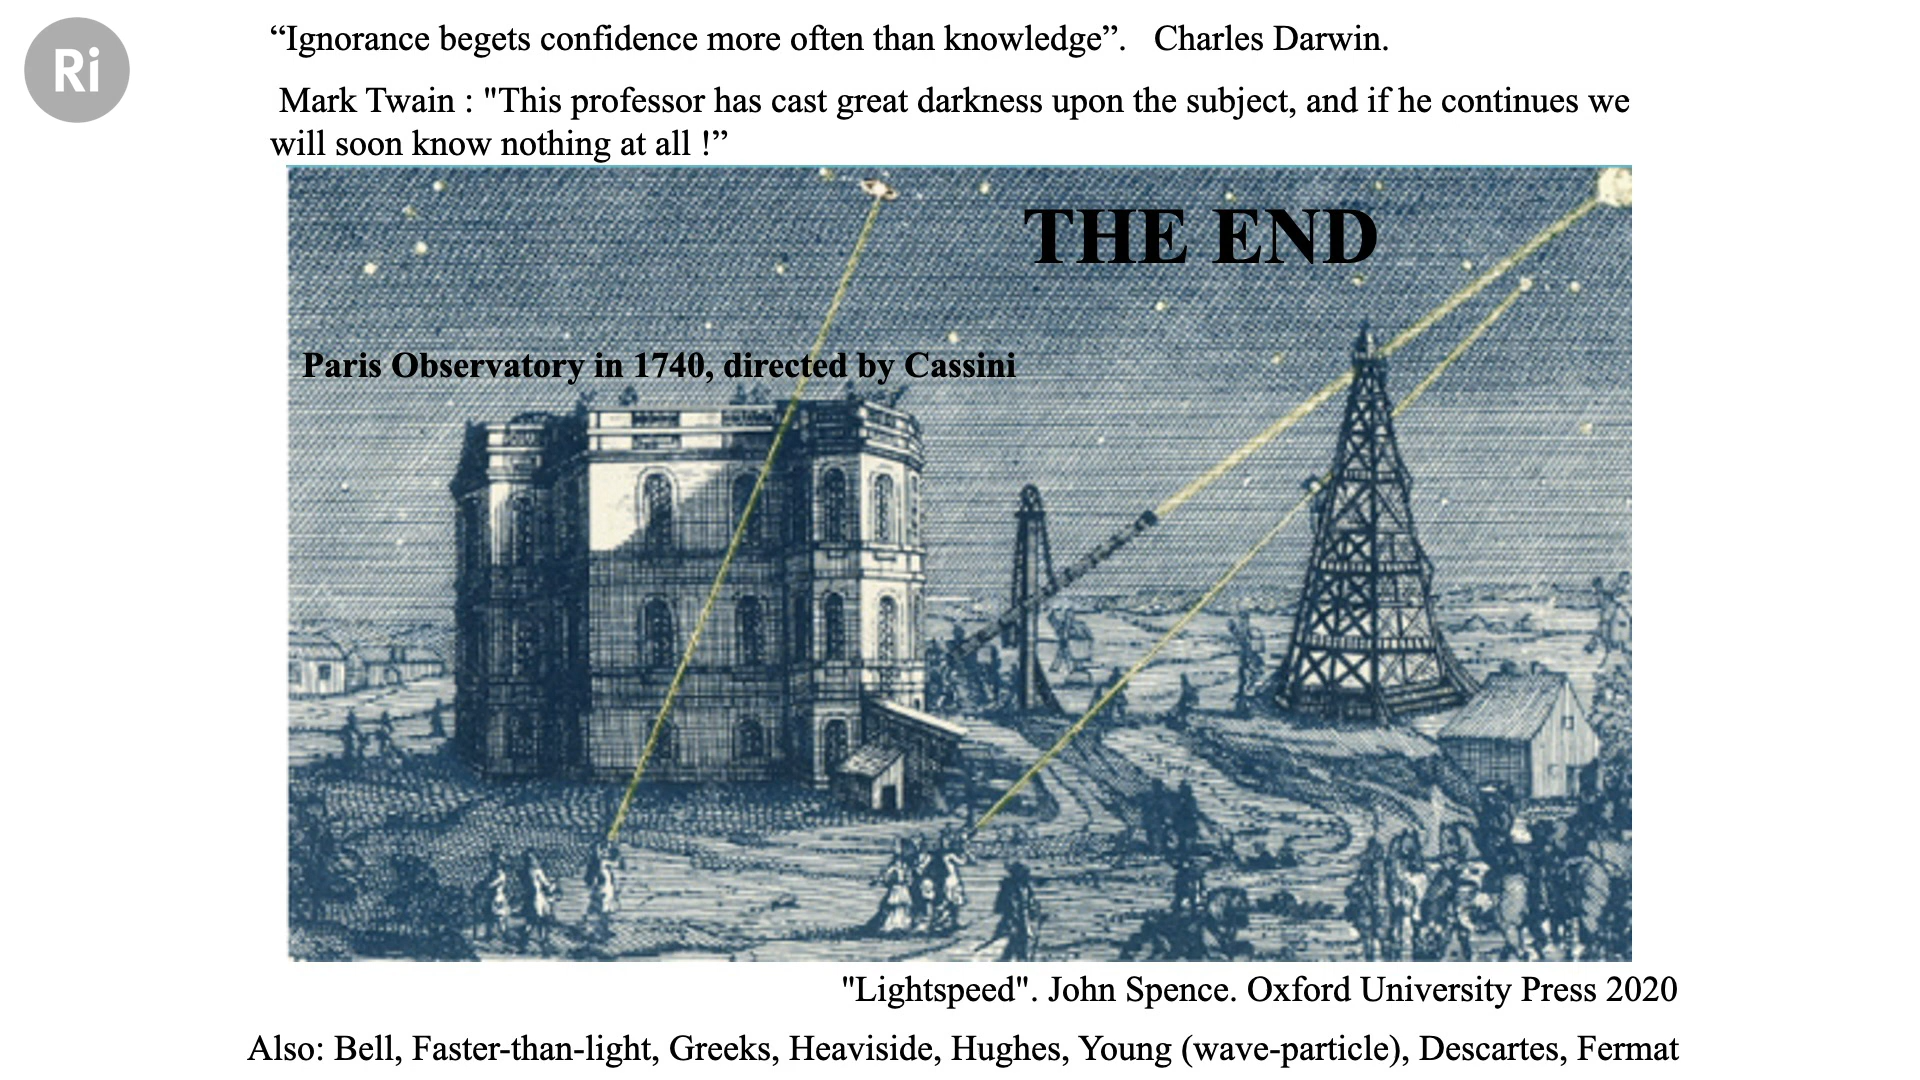 Ri
“Ignorance begets confidence more often than knowledge”. Charles Darwin.
Mark Twain : "This professor has cast great darkness upon the subject, and if he continues we
will soon know nothing at all !”
THE END
Paris Observatory in 1740, directed by Cassini
"Lightspeed". John Spence. Oxford University Press 2020
Also: Bell, Faster-than-light, Greeks, Heaviside, Hughes, Young (wave-particle), Descartes, Fermat